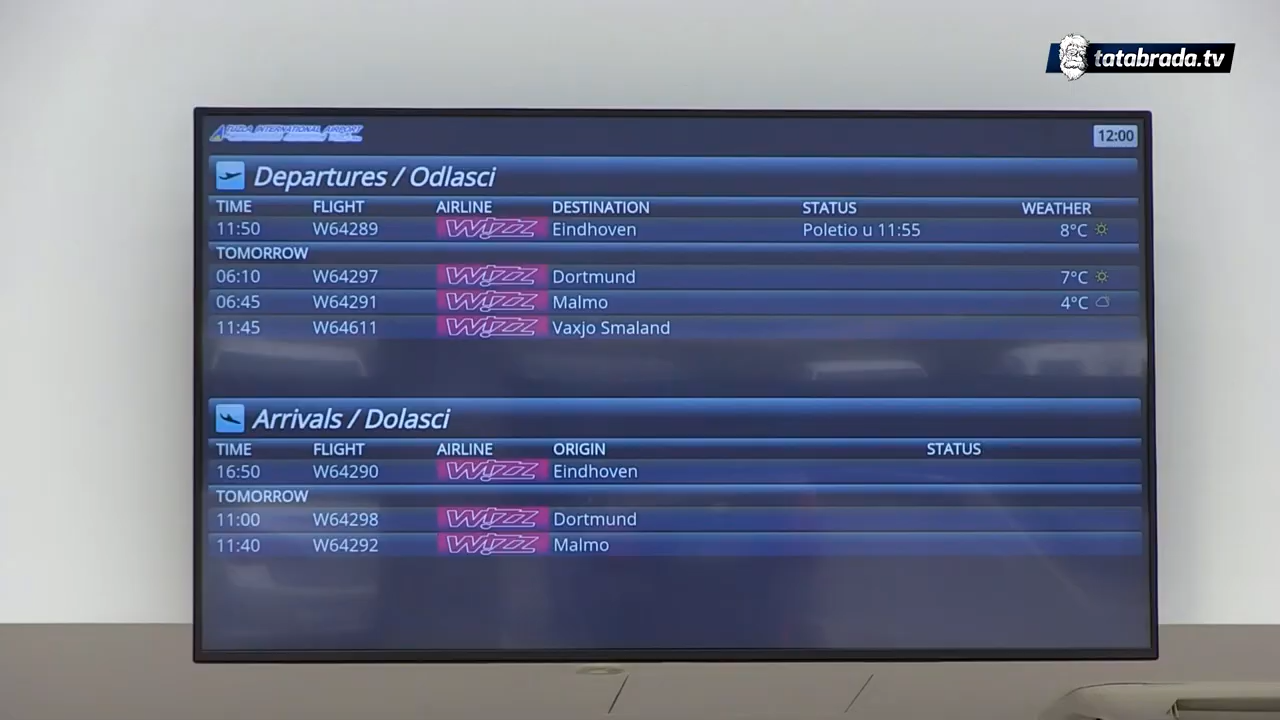 tatabrada.tv
TUZLA INTERNATIONAL AIRPORT
12:00
Departures / Odlasci
TIME FLIGHT AIRLINE DESTINATION STATUS WEATHER
11:50 W64289 WIZZ Eindhoven Poletio u 11:55 8°C
TOMORROW
06:10 W64297 WIZZ Dortmund 7°C
06:45 W64291 WIZZ Malmo 4°C
11:45 W64611 WIZZ Vaxjo Smaland
Arrivals / Dolasci
TIME FLIGHT AIRLINE ORIGIN STATUS
16:50 W64290 WIZZ Eindhoven
TOMORROW
11:00 W64298 WIZZ Dortmund
11:40 W64292 WIZZ Malmo